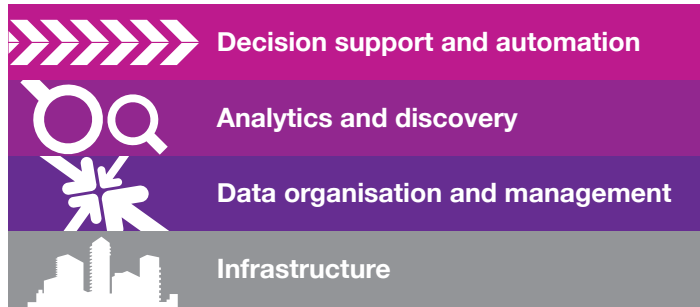 Decision support and automation
Analytics and discovery
Data organisation and management
Infrastructure